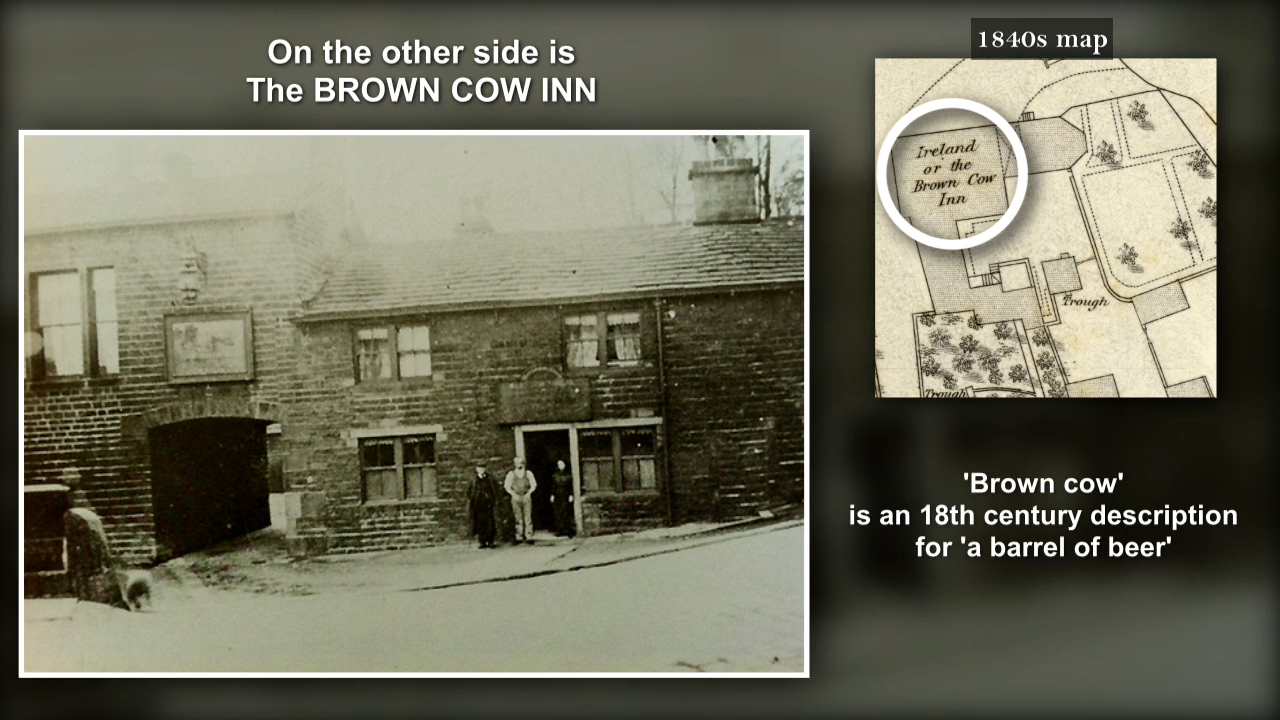 On the other side is
The BROWN COW INN
1840s map
Ireland
or the
Brown Cow
Inn
Trough
Trough
'Brown cow'
is an 18th century description
for 'a barrel of beer'